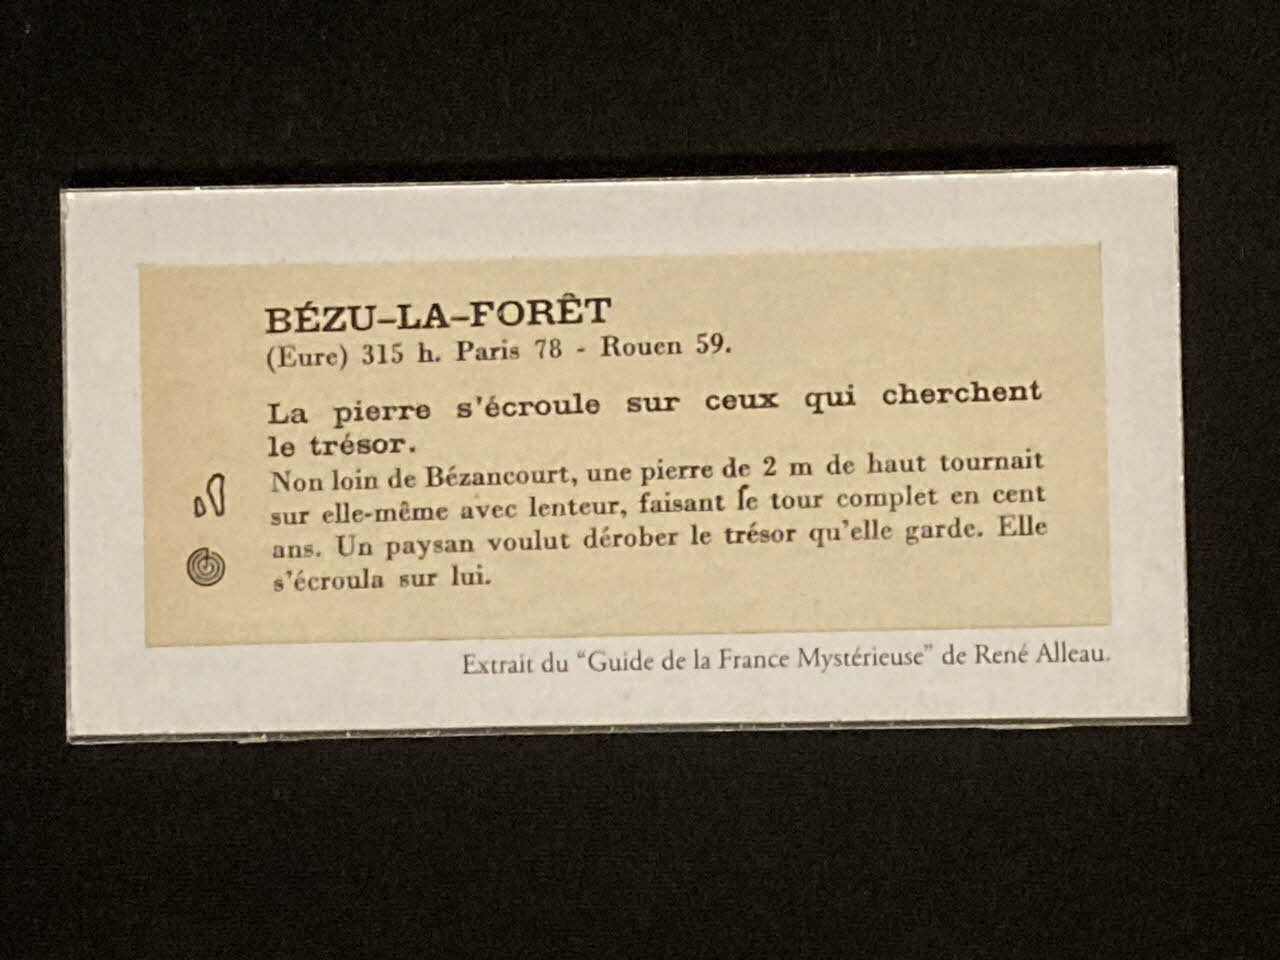 BÉZU-LA-FORÊT
(Eure) 315 h. Paris 78 - Rouen 59.
La pierre s'écroule sur ceux qui cherchent
le trésor.
Non loin de Bézancourt, une pierre de 2 m de haut tournait
sur elle-même avec lenteur, faisant le tour complet en cent
ans. Un paysan voulut dérober le trésor qu'elle garde. Elle
s'écroula sur lui.
Extrait du "Guide de la France Mystérieuse" de René Alleau.